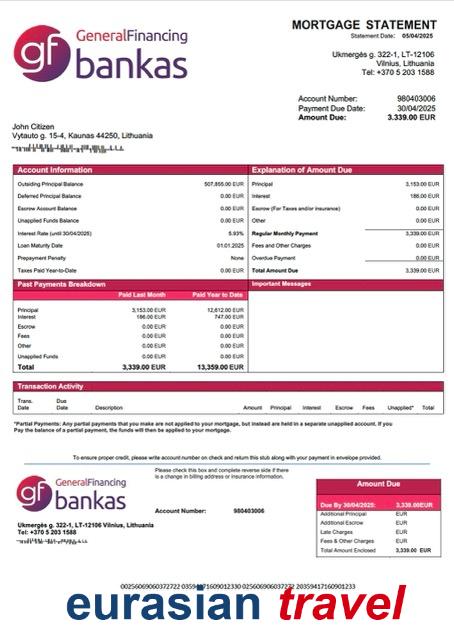 MORTGAGE STATEMENT
Statement Date: 05/04/2025
gf GeneralFinancing
bankas
Ukmergės g. 322-1, LT-12106
Vilnius, Lithuania
Tel: +370 5 203 1588
Account Number: 980403006
Payment Due Date: 30/04/2025
Amount Due: 3.339.00 EUR
John Citizen
Vytauto g. 15-4, Kaunas 44250, Lithuania
Account Information
Outsiding Principal Balance 507,855.00 EUR
Deferred Principal Balance 0.00 EUR
Escrow Account Balance 0.00 EUR
Unapplied Funds Balance 0.00 EUR
Interest Rate (until 30/04/2025) 5.93%
Loan Maturity Date 01.01.2025
Prepayment Penalty None
Taxes Paid Year-to-Date 0.00 EUR
Explanation of Amount Due
Principal 3,153.00 EUR
Interest 186.00 EUR
Escrow (For Taxes and/or insurance) 0.00 EUR
Other 0.00 EUR
Regular Monthly Payment 3,339.00 EUR
Fees and Other Charges 0.00 EUR
Overdue Payment 0.00 EUR
Total Amount Due 3,339.00 EUR
Past Payments Breakdown
Paid Last Month Paid Year to Date
Principal 3,153.00 EUR 12,612.00 EUR
Interest 186.00 EUR 747.00 EUR
Escrow 0.00 EUR 0.00 EUR
Fees 0.00 EUR 0.00 EUR
Other 0.00 EUR 0.00 EUR
Unapplied Funds 0.00 EUR 0.00 EUR
Total 3,339.00 EUR 13,359.00 EUR
Important Messages
Transaction Activity
Trans. Date Due Date Description Amount Principal Interest Escrow Fees Unapplied* Total
*Partial Payments: Any partial payments that you make are not applied to your mortgage, but instead are held in a separate unapplied account. If you
Pay the balance of a partial payment, the funds will then be applied to your mortgage.
To ensure proper credit, please write account number on check and return this stub along with your payment in envelope provided.
gf GeneralFinancing
bankas
Please check this box and complete reverse side if there
is a change in billing address or insurance information.
Account Number: 980403006
Ukmergės g. 322-1, LT-12106 Vilnius, Lithuania
Tel: +370 5 203 1588
Amount Due
Due By 30/04/2025: 3,339.00EUR
Additional Principal EUR
Additional Escrow EUR
Late Charges EUR
Fees & Other Charges EUR
Total Amount Enclosed 3,339.00 EUR
eurasian travel